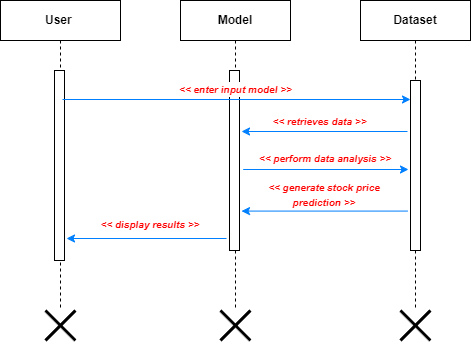 User
Model
Dataset
<< enter input model >>
<< retrieves data >>
<< perform data analysis >>
<< generate stock price
prediction >>
<< display results >>